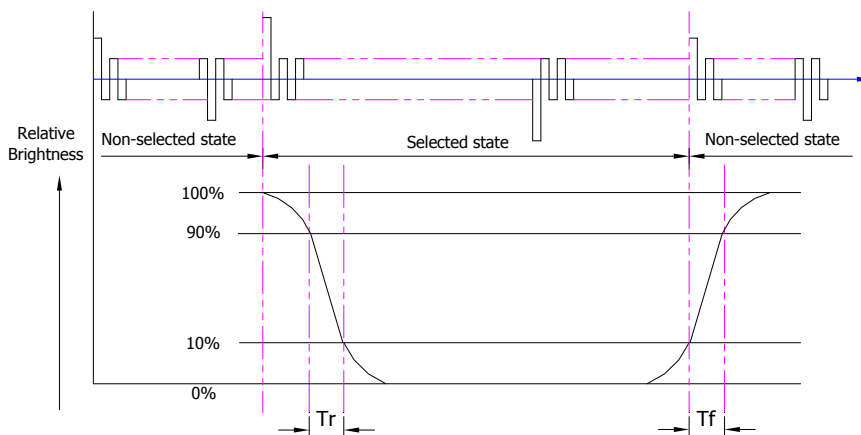 Non-selected state
Selected state
Non-selected state
Relative
Brightness
100%
90%
10%
0%
Tr
Tf